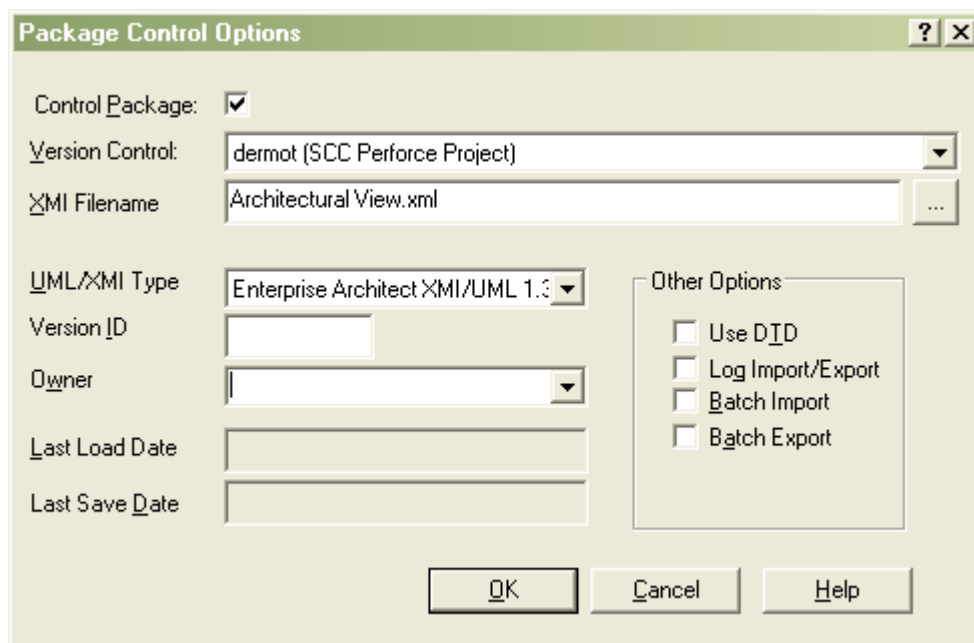 Package Control Options
Control Package:
Version Control:
dermot (SCC Perforce Project)
XMI Filename
Architectural View.xml
...
UML/XMI Type
Enterprise Architect XMI/UML 1.3
Version ID
Owner
Last Load Date
Last Save Date
Other Options
Use DTD
Log Import/Export
Batch Import
Batch Export
OK
Cancel
Help